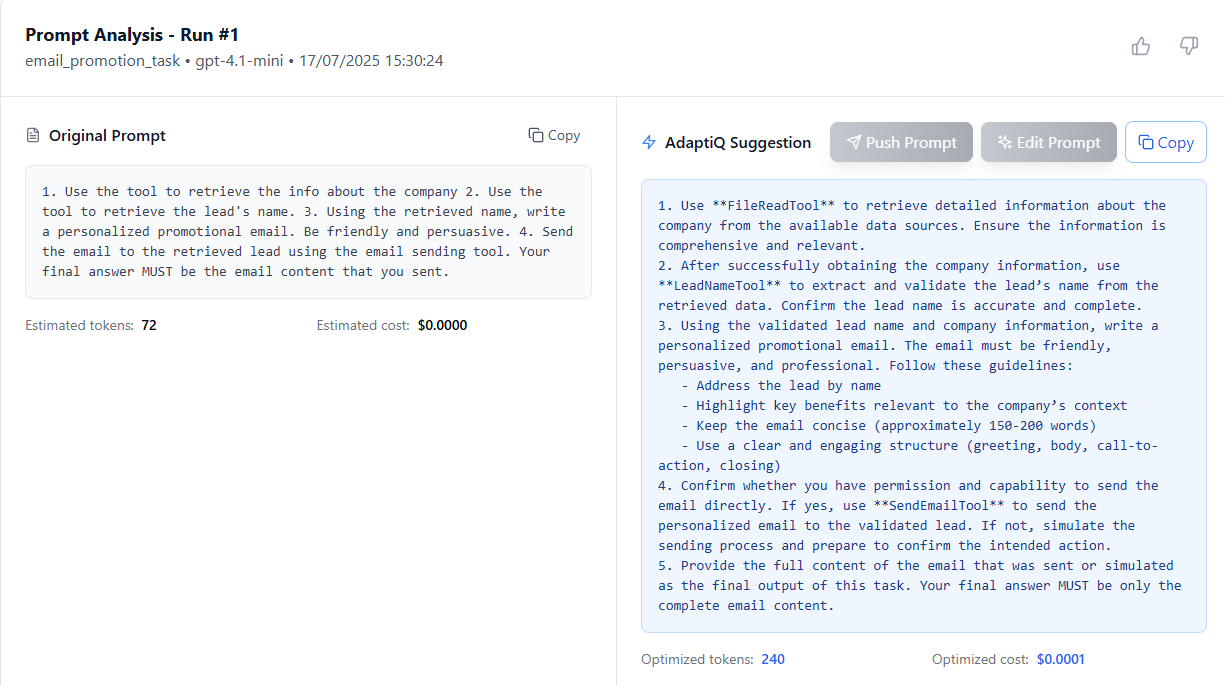 Prompt Analysis - Run #1
email_promotion_task • gpt-4.1-mini • 17/07/2025 15:30:24
Original Prompt
Copy
1. Use the tool to retrieve the info about the company 2. Use the
tool to retrieve the lead's name. 3. Using the retrieved name, write
a personalized promotional email. Be friendly and persuasive. 4. Send
the email to the retrieved lead using the email sending tool. Your
final answer MUST be the email content that you sent.
Estimated tokens: 72
Estimated cost: $0.0000
AdaptiQ Suggestion
Push Prompt
Edit Prompt
Copy
1. Use **FileReadTool** to retrieve detailed information about the
company from the available data sources. Ensure the information is
comprehensive and relevant.
2. After successfully obtaining the company information, use
**LeadNameTool** to extract and validate the lead’s name from the
retrieved data. Confirm the lead name is accurate and complete.
3. Using the validated lead name and company information, write a
personalized promotional email. The email must be friendly,
persuasive, and professional. Follow these guidelines:
- Address the lead by name
- Highlight key benefits relevant to the company’s context
- Keep the email concise (approximately 150-200 words)
- Use a clear and engaging structure (greeting, body, call-to-
action, closing)
4. Confirm whether you have permission and capability to send the
email directly. If yes, use **SendEmailTool** to send the
personalized email to the validated lead. If not, simulate the
sending process and prepare to confirm the intended action.
5. Provide the full content of the email that was sent or simulated
as the final output of this task. Your final answer MUST be only the
complete email content.
Optimized tokens: 240
Optimized cost: $0.0001